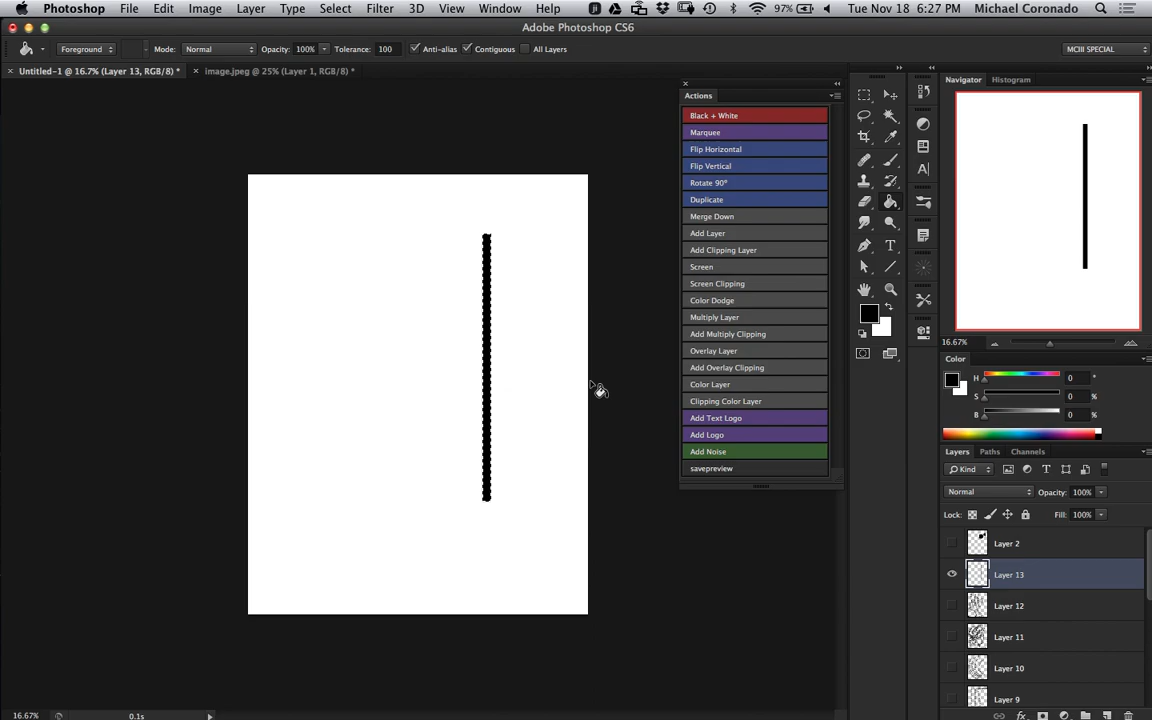 Photoshop File Edit Image Layer Type Select Filter 3D View Window Help 97% Tue Nov 18 6:27 PM Michael Coronado
Adobe Photoshop CS6
Foreground Mode: Normal Opacity: 100% Tolerance: 100 Anti-alias Contiguous All Layers MCIII SPECIAL
Untitled-1 @ 16.7% (Layer 13, RGB/8) * image.jpeg @ 25% (Layer 1, RGB/8) *
Actions
Black + White
Marquee
Flip Horizontal
Flip Vertical
Rotate 90º
Duplicate
Merge Down
Add Layer
Add Clipping Layer
Screen
Screen Clipping
Color Dodge
Multiply Layer
Add Multiply Clipping
Overlay Layer
Add Overlay Clipping
Color Layer
Clipping Color Layer
Add Text Logo
Add Logo
Add Noise
savepreview
Navigator Histogram
16.67%
Color
H 0 °
S 0 %
B 0 %
Layers Paths Channels
Kind
Normal Opacity: 100%
Lock: Fill: 100%
Layer 2
Layer 13
Layer 12
Layer 11
Layer 10
Layer 9
16.67% 0.1s